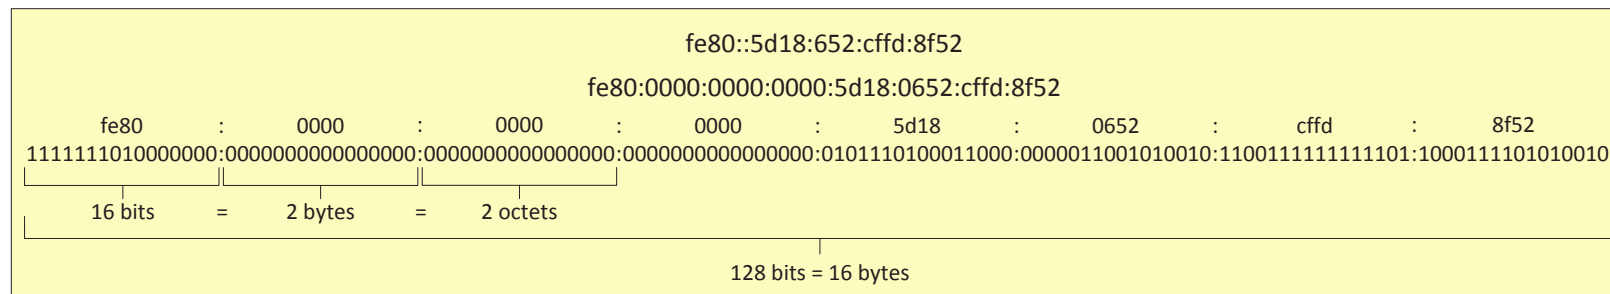 fe80::5d18:652:cffd:8f52
fe80:0000:0000:0000:5d18:0652:cffd:8f52
fe80 : 0000 : 0000 : 0000 : 5d18 : 0652 : cffd : 8f52
1111111010000000:0000000000000000:0000000000000000:0000000000000000:0101110100011000:0000011001010010:1100111111111101:1000111101010010
16 bits = 2 bytes = 2 octets
128 bits = 16 bytes